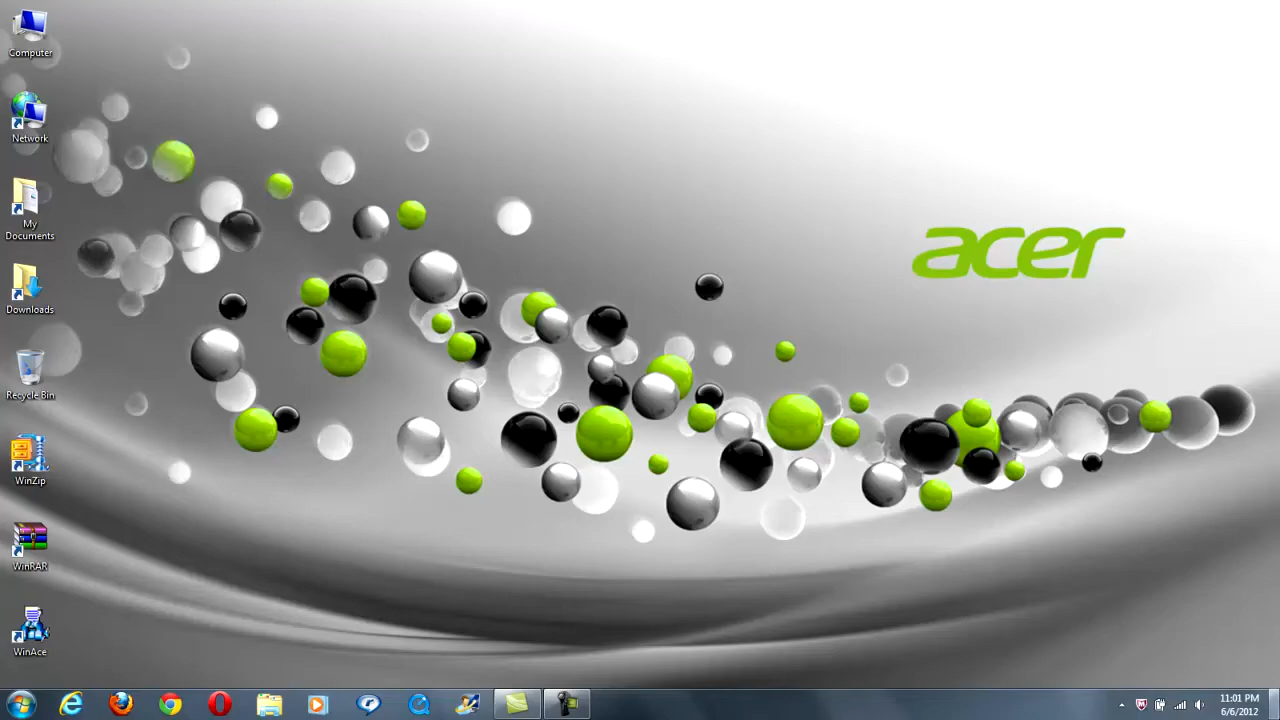 Computer
Network
My
Documents
Downloads
Recycle Bin
WinZip
WinRAR
WinAce
acer
11:01 PM
6/6/2012